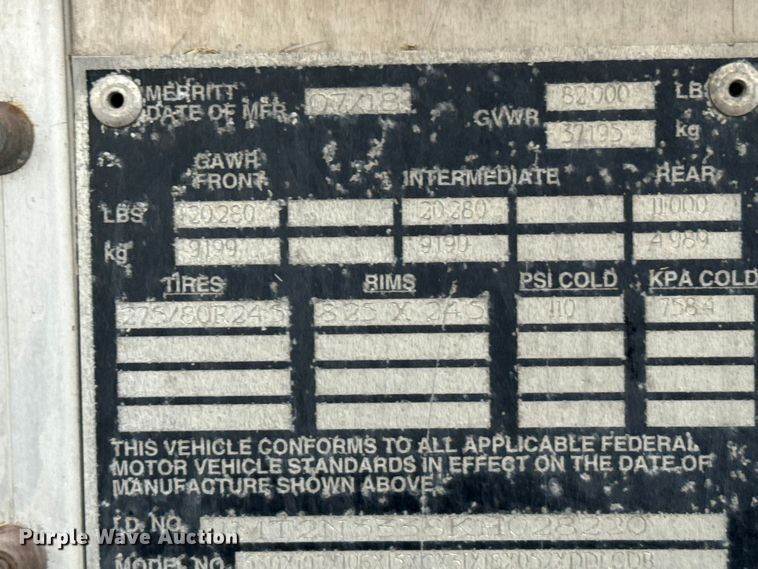 MERRITT
DATE OF MFR. 07/18
GVWR 82000 LB
37195 kg
GAWR
FRONT INTERMEDIATE REAR
LBS 20280 20280 11000
kg 9199 9199 4989
TIRES RIMS PSI COLD KPA COLD
275/80R24.5 8.25 X 24.5 110 758.4
THIS VEHICLE CONFORMS TO ALL APPLICABLE FEDERAL
MOTOR VEHICLE STANDARDS IN EFFECT ON THE DATE OF
MANUFACTURE SHOWN ABOVE.
I.D. NO.
MODEL NO.
Purple Wave Auction